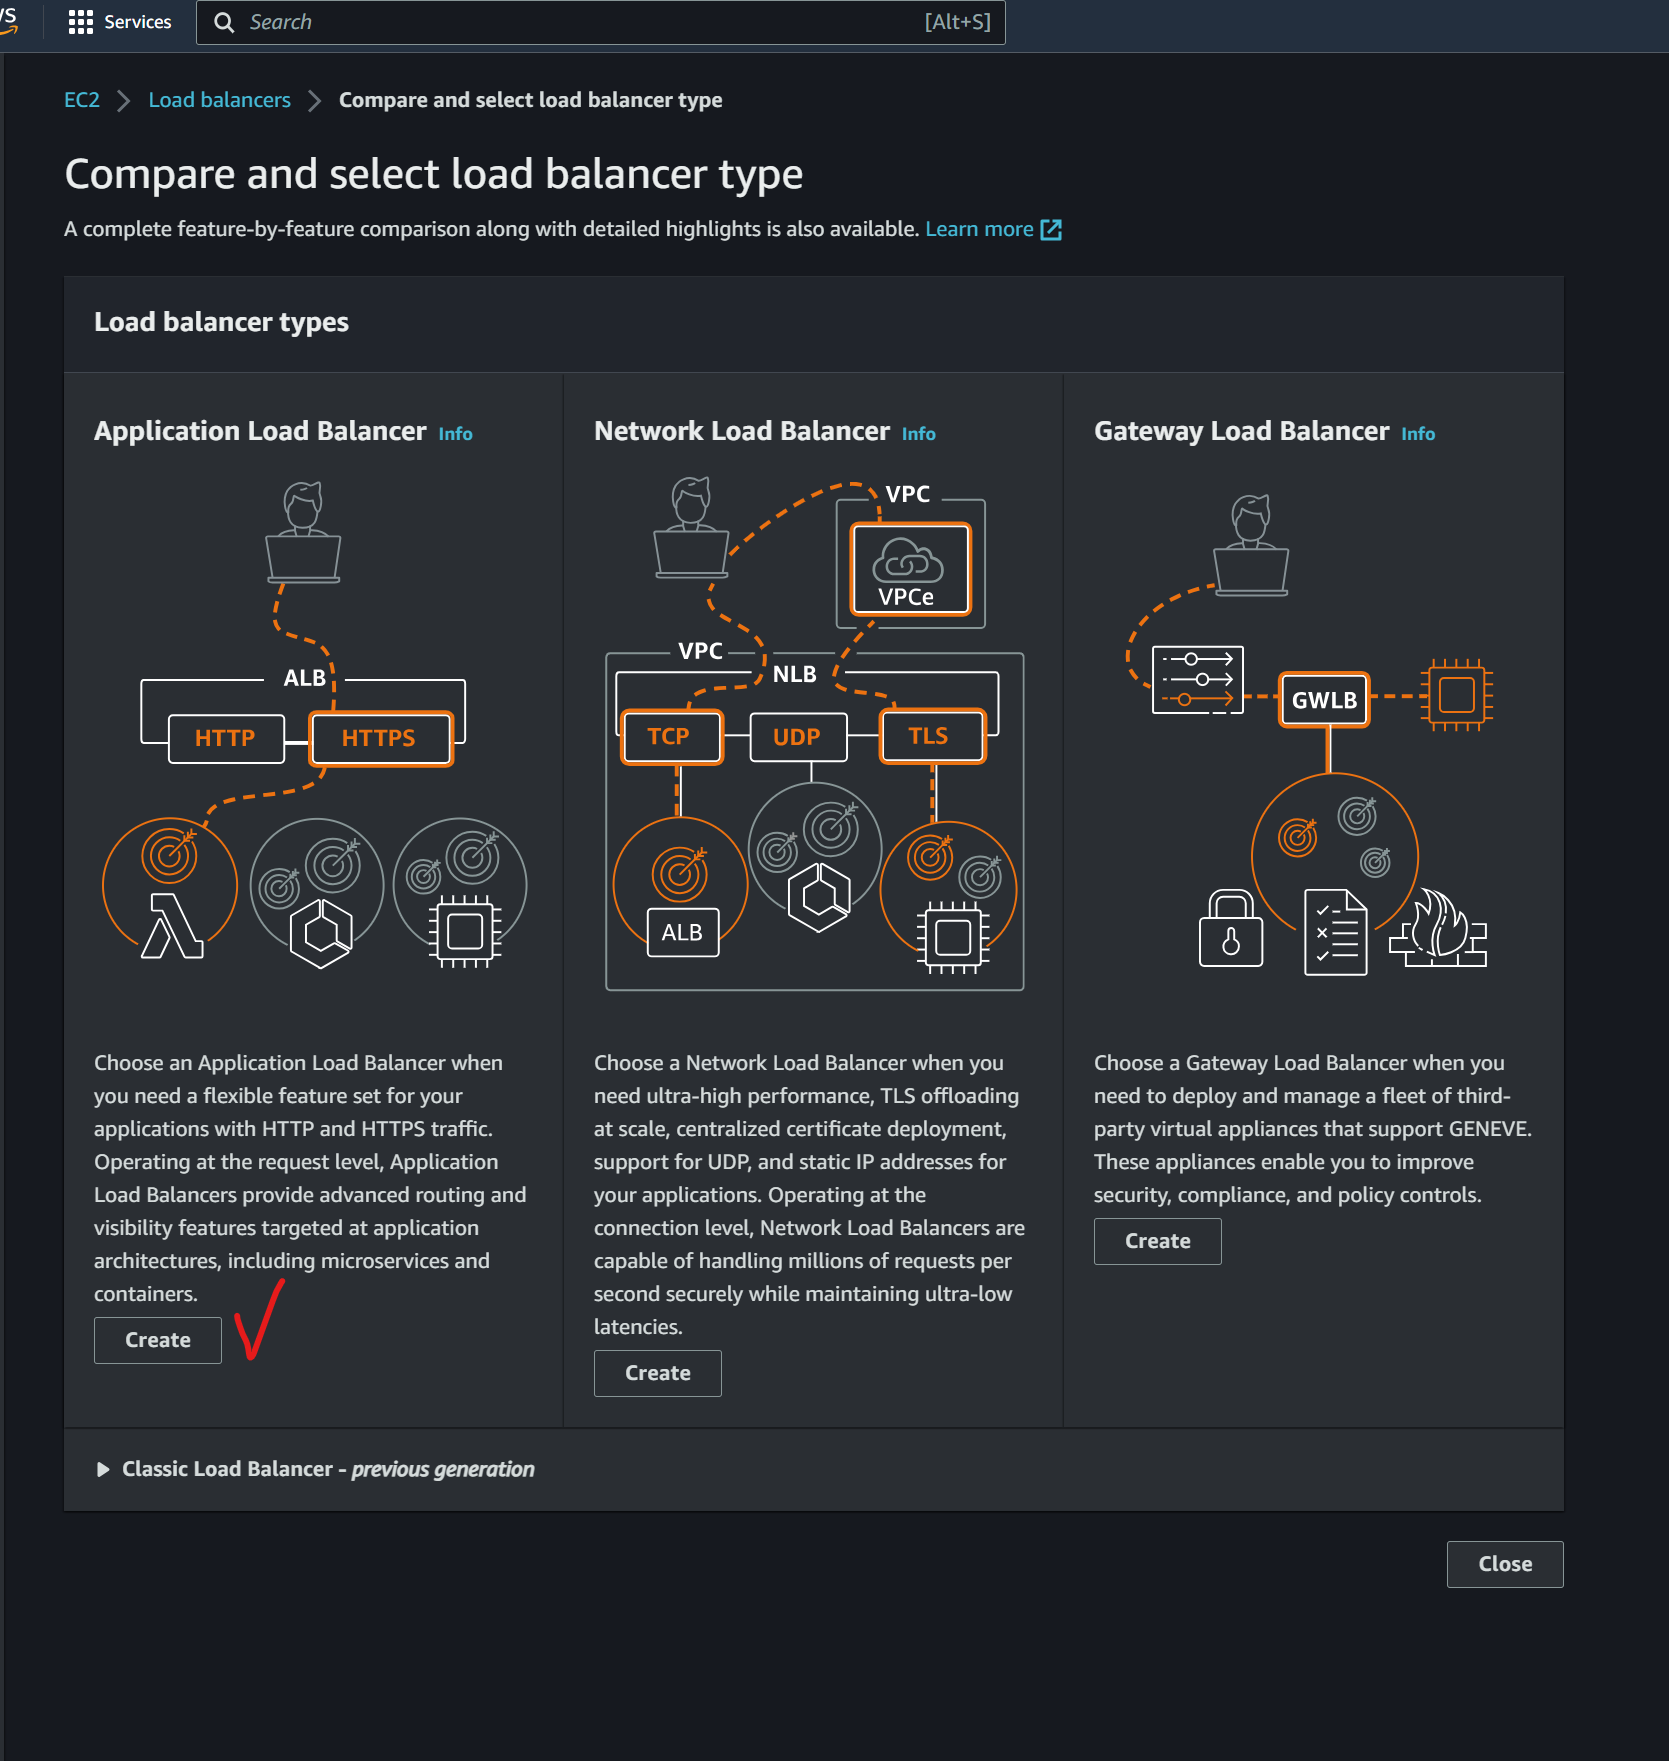 Services
Search
[Alt+S]
EC2
Load balancers
Compare and select load balancer type
Compare and select load balancer type
A complete feature-by-feature comparison along with detailed highlights is also available. Learn more
Load balancer types
Application Load Balancer Info
ALB
HTTP
HTTPS
Choose an Application Load Balancer when
you need a flexible feature set for your
applications with HTTP and HTTPS traffic.
Operating at the request level, Application
Load Balancers provide advanced routing and
visibility features targeted at application
architectures, including microservices and
containers.
Create
Network Load Balancer Info
VPC
VPCe
VPC
NLB
TCP
UDP
TLS
ALB
Choose a Network Load Balancer when you
need ultra-high performance, TLS offloading
at scale, centralized certificate deployment,
support for UDP, and static IP addresses for
your applications. Operating at the
connection level, Network Load Balancers are
capable of handling millions of requests per
second securely while maintaining ultra-low
latencies.
Create
Gateway Load Balancer Info
GWLB
Choose a Gateway Load Balancer when you
need to deploy and manage a fleet of third-
party virtual appliances that support GENEVE.
These appliances enable you to improve
security, compliance, and policy controls.
Create
Classic Load Balancer - previous generation
Close